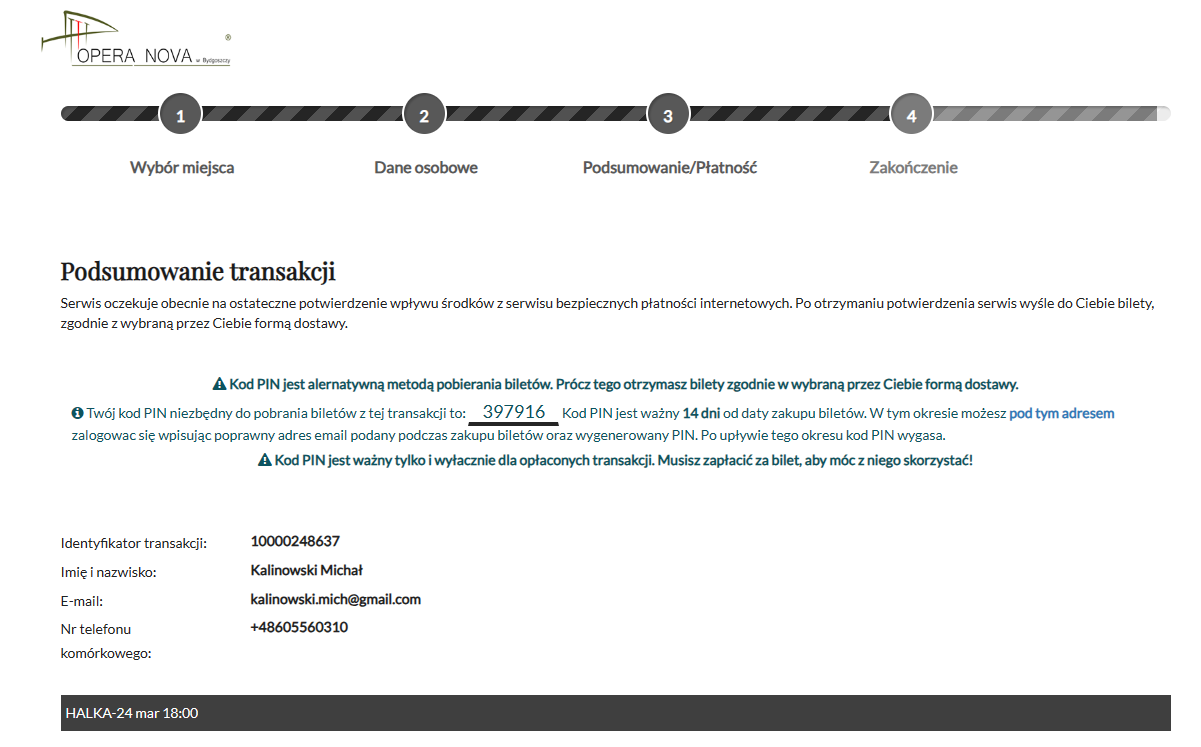 OPERA NOVA w Bydgoszczy ®
1 2 3 4
Wybór miejsca Dane osobowe Podsumowanie/Płatność Zakończenie
Podsumowanie transakcji
Serwis oczekuje obecnie na ostateczne potwierdzenie wpływu środków z serwisu bezpiecznych płatności internetowych. Po otrzymaniu potwierdzenia serwis wyśle do Ciebie bilety,
zgodnie z wybraną przez Ciebie formą dostawy.
Kod PIN jest alernatywną metodą pobierania biletów. Prócz tego otrzymasz bilety zgodnie w wybraną przez Ciebie formą dostawy.
Twój kod PIN niezbędny do pobrania biletów z tej transakcji to: 397916 Kod PIN jest ważny 14 dni od daty zakupu biletów. W tym okresie możesz pod tym adresem
zalogowac się wpisując poprawny adres email podany podczas zakupu biletów oraz wygenerowany PIN. Po upływie tego okresu kod PIN wygasa.
Kod PIN jest ważny tylko i wyłacznie dla opłaconych transakcji. Musisz zapłacić za bilet, aby móc z niego skorzystać!
Identyfikator transakcji: 10000248637
Imię i nazwisko: Kalinowski Michał
E-mail: kalinowski.mich@gmail.com
Nr telefonu +48605560310
komórkowego:
HALKA-24 mar 18:00